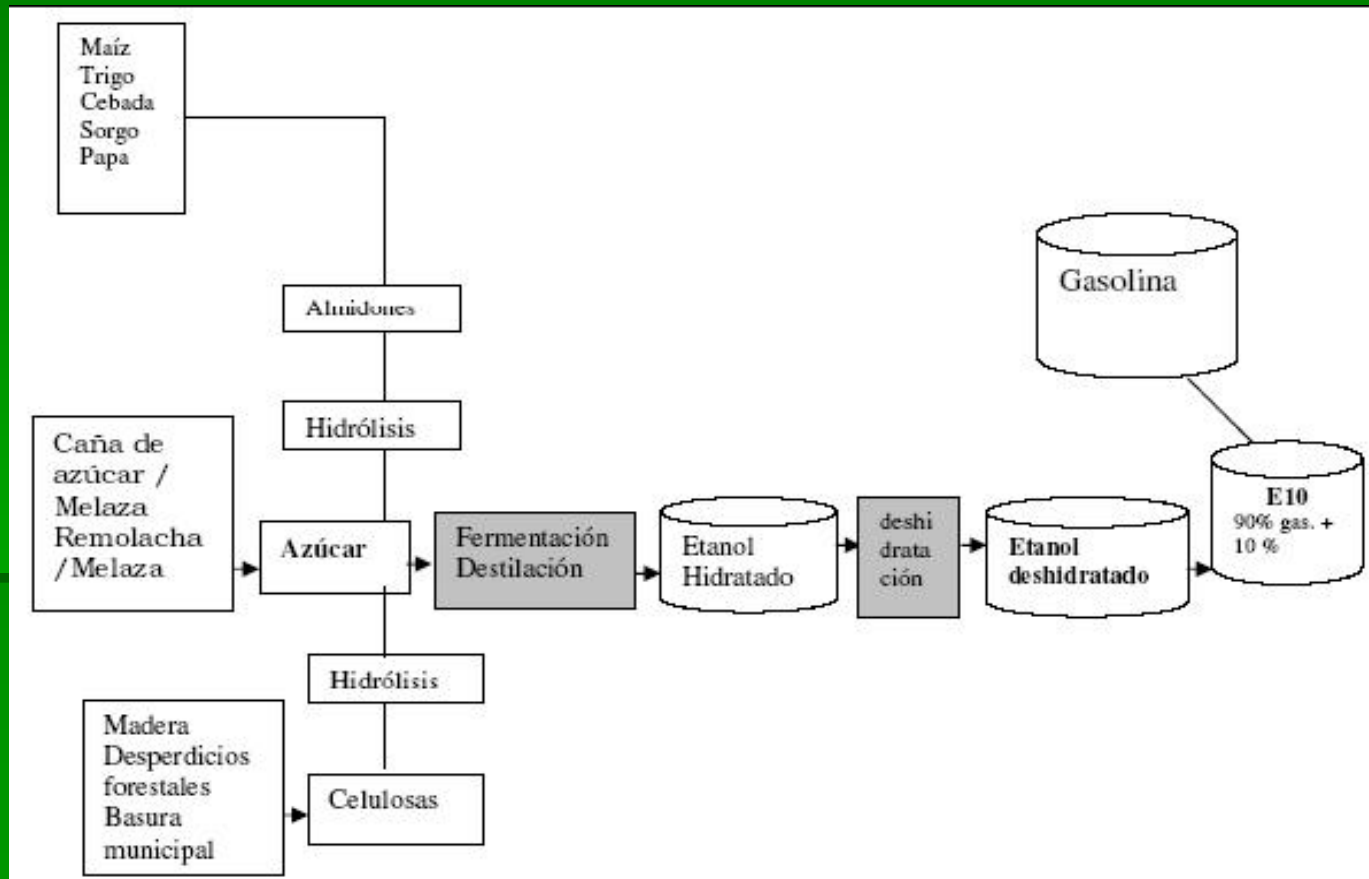 Maíz
Trigo
Cebada
Sorgo
Papa
Almidones
Hidrólisis
Gasolina
Caña de
azúcar /
Melaza
Remolacha
/Melaza
Azúcar
Fermentación
Destilación
Etanol
Hidratado
deshi
drata
ción
Etanol
deshidratado
E10
90% gas. +
10 %
Hidrólisis
Madera
Desperdicios
forestales
Basura
municipal
Celulosas